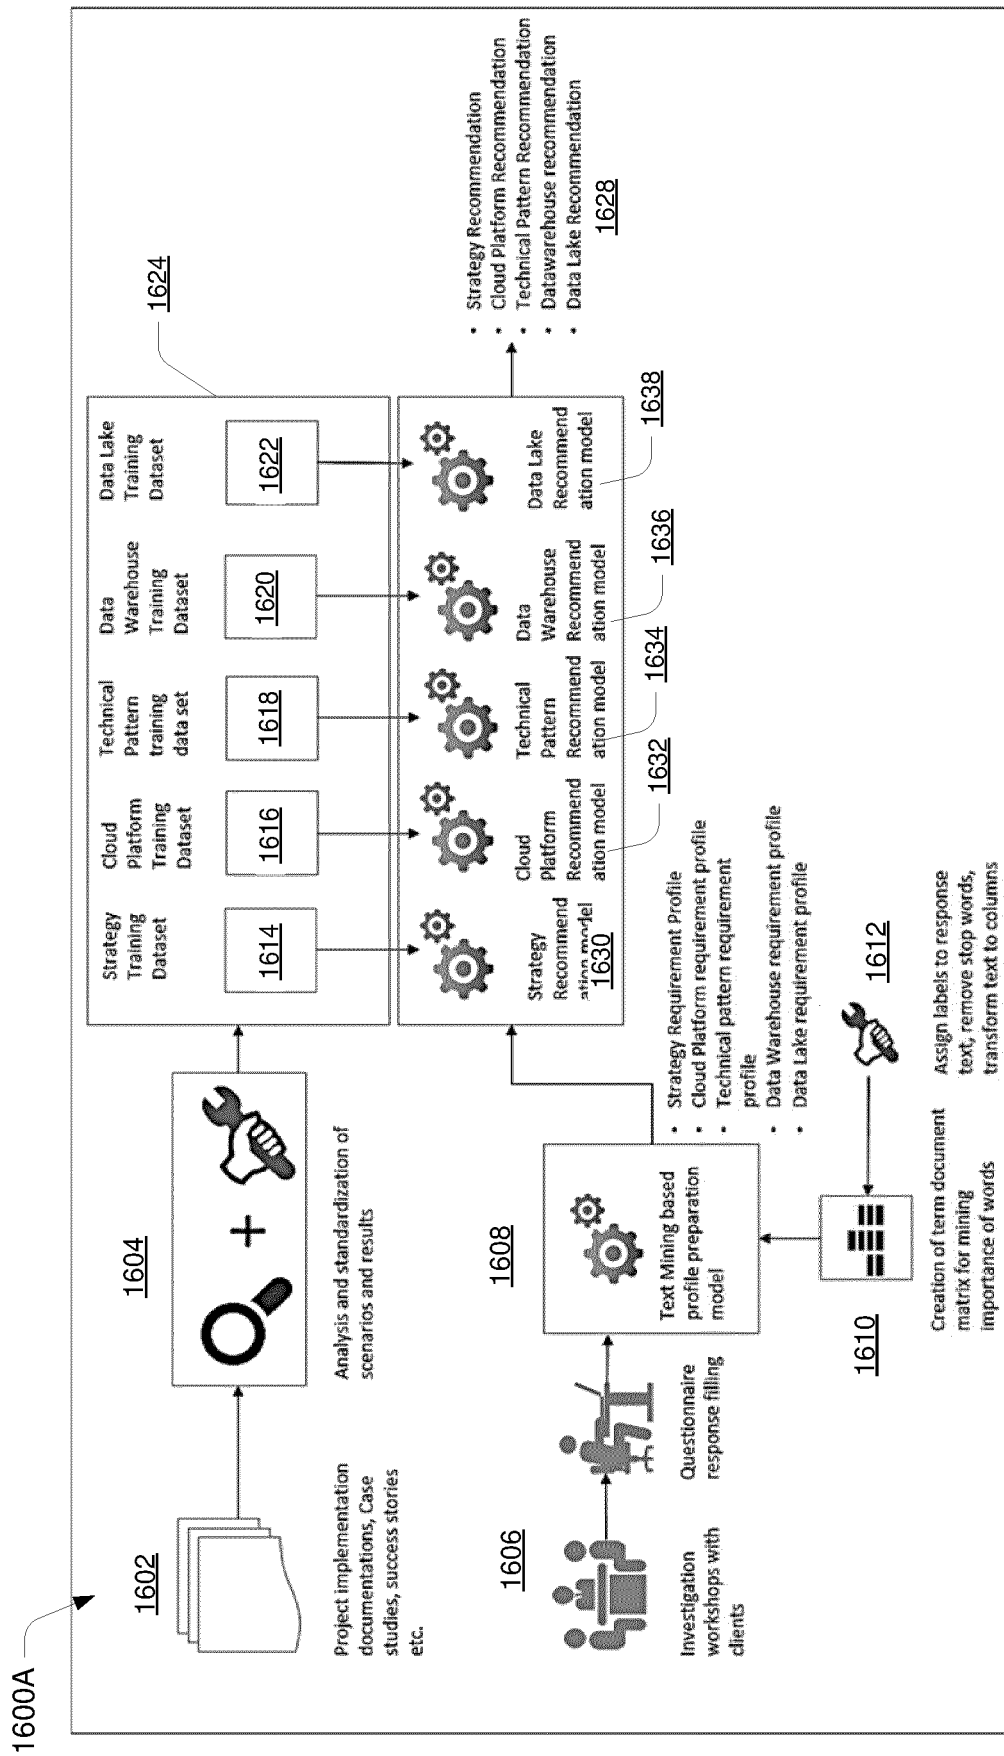 1600A
1602
Project implementation
documentations, Case
studies, success stories
etc.
1604
Analysis and standardization of
scenarios and results
1624
Strategy
Training
Dataset
1614
Cloud
Platform
Training
Dataset
1616
Technical
Pattern
training
data set
1618
Data
Warehouse
Training
Dataset
1620
Data Lake
Training
Dataset
1622
Strategy
Recommend
ation model
1630
Cloud
Platform
Recommend
ation model
1632
Technical
Pattern
Recommend
ation model
1634
Data
Warehouse
Recommend
ation model
1636
Data Lake
Recommend
ation model
1638
• Strategy Recommendation
• Cloud Platform Recommendation
• Technical Pattern Recommendation
• Datawarehouse recommendation
• Data Lake Recommendation
1628
1606
Investigation
workshops with
clients
Questionnaire
response filling
1608
Text Mining based
profile preparation
model
• Strategy Requirement Profile
• Cloud Platform requirement profile
• Technical pattern requirement
profile
• Data Warehouse requirement profile
• Data Lake requirement profile
1610
Creation of term document
matrix for mining
importance of words
1612
Assign labels to response
text, remove stop words,
transform text to columns